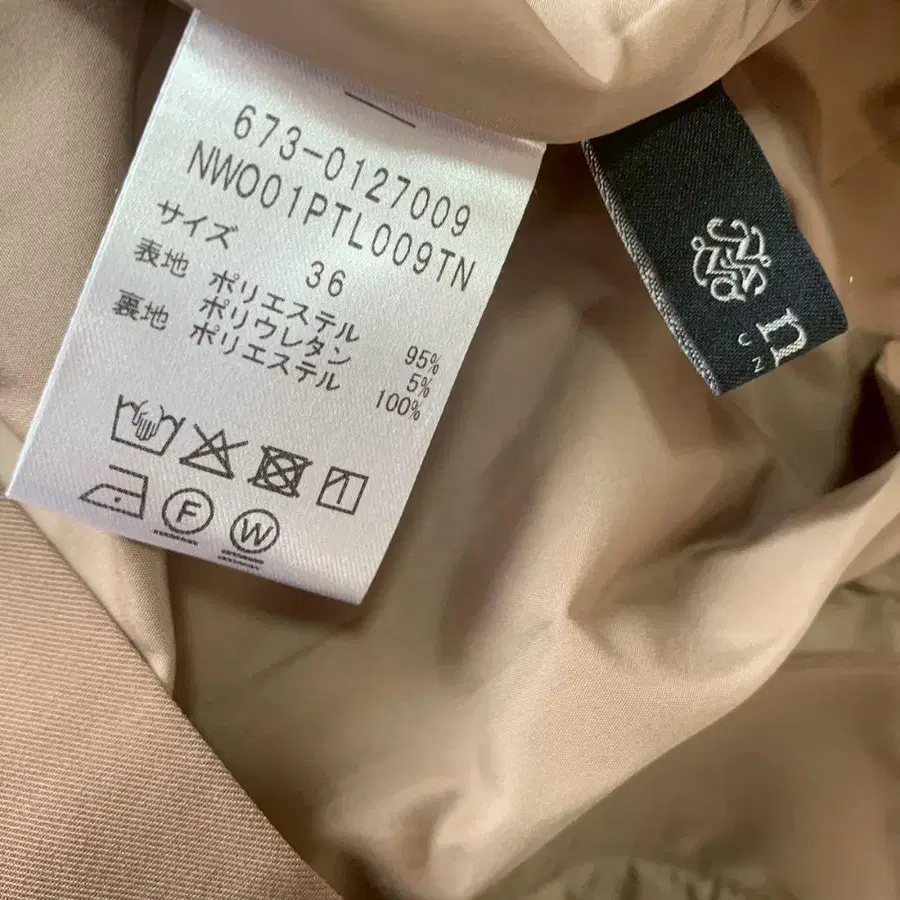 673-0127009
NW001PTL009TN
サイズ 36
表地 ポリエステル 95%
ポリウレタン 5%
裏地 ポリエステル 100%
1
F
W
n
C
Z